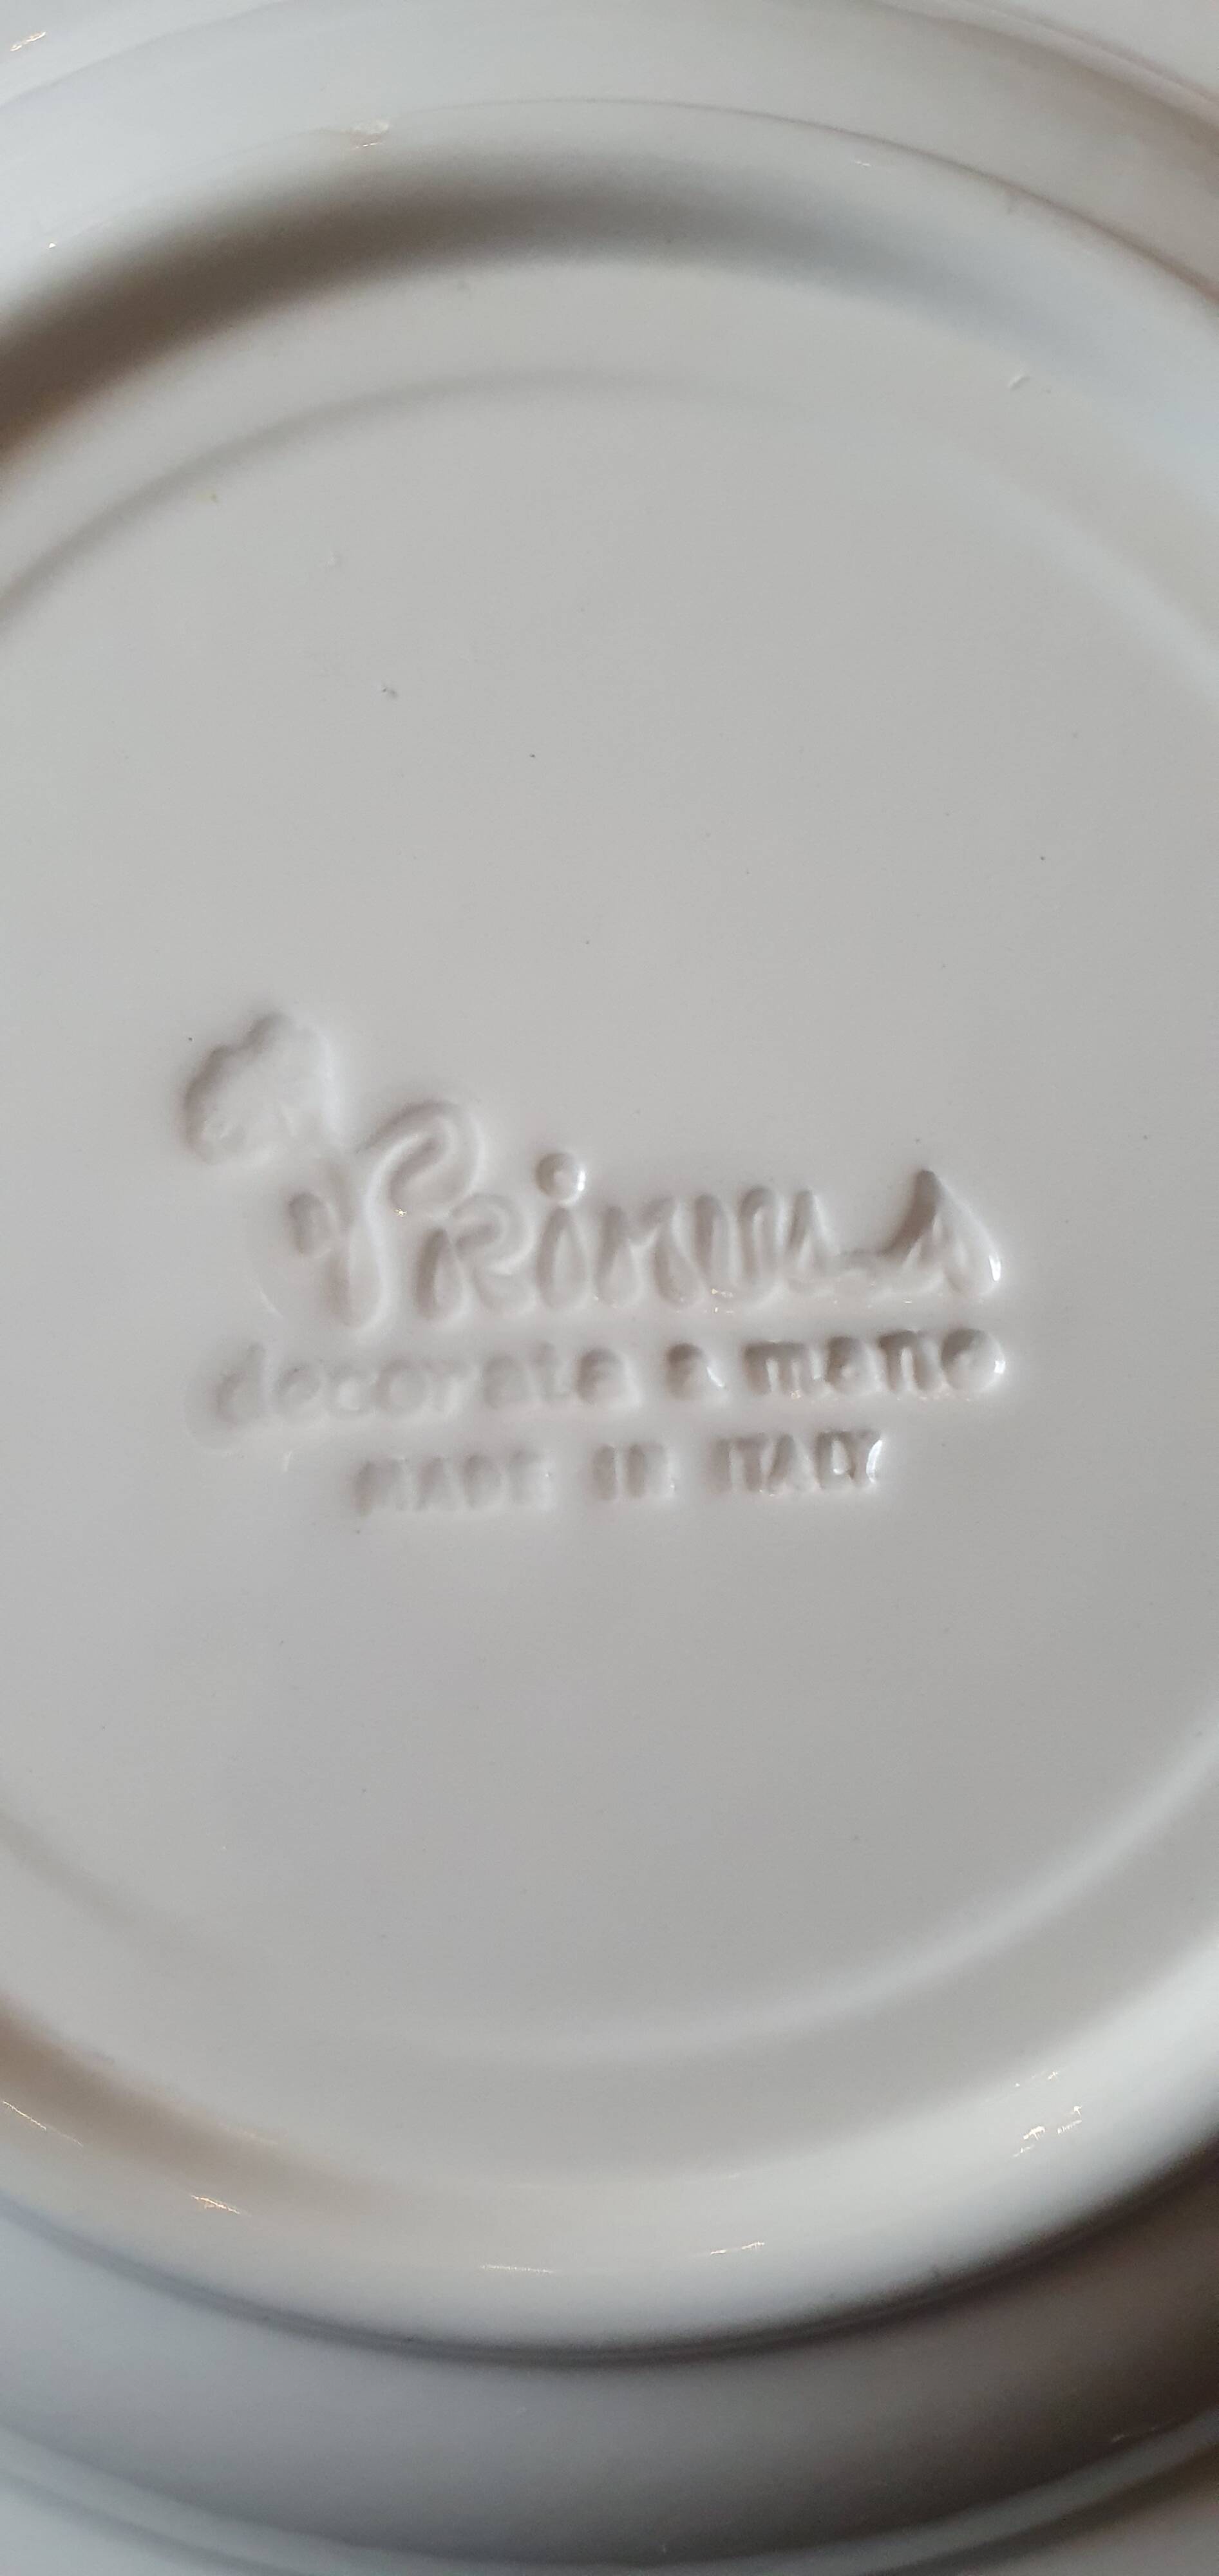 Primus
decorato a mano
MADE IN ITALY